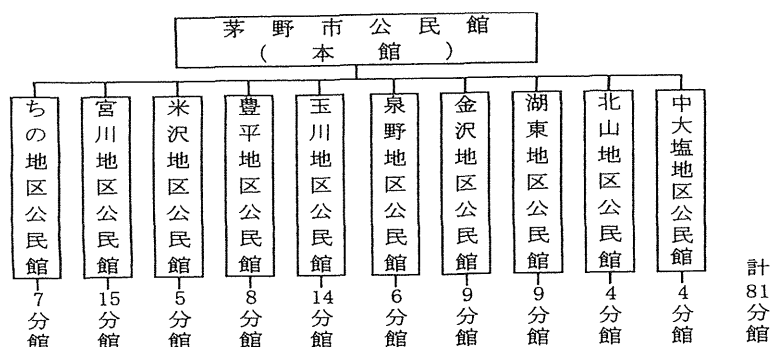 茅野市公民館
（本館）
ちの地区公民館
7分館
宮川地区公民館
15分館
米沢地区公民館
5分館
豊平地区公民館
8分館
玉川地区公民館
14分館
泉野地区公民館
6分館
金沢地区公民館
9分館
湖東地区公民館
9分館
北山地区公民館
4分館
中大塩地区公民館
4分館
計81分館